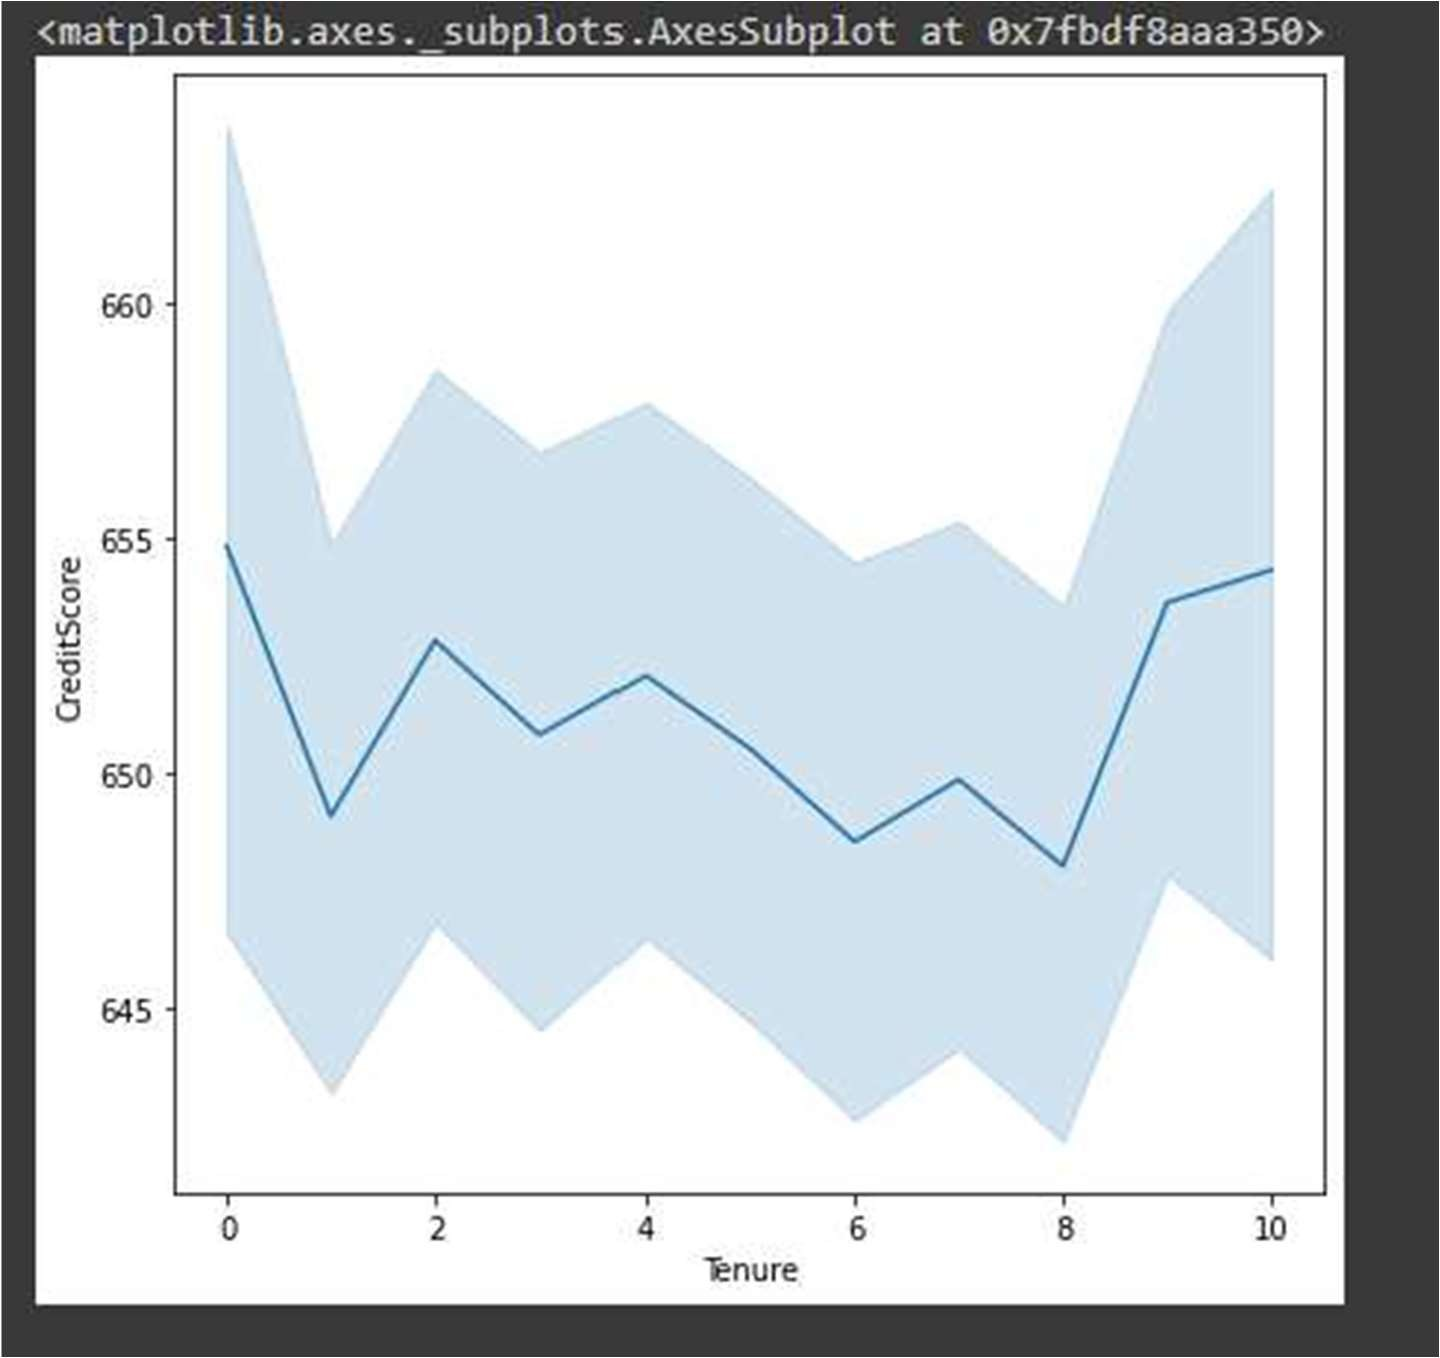 <matplotlib.axes._subplots.AxesSubplot at 0x7fbdf8aaa350>
660
655
650
645
CreditScore
0 2 4 6 8 10
Tenure